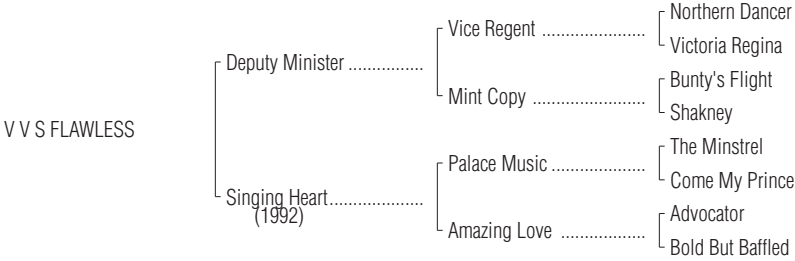 Northern Dancer
Vice Regent ......................
Victoria Regina
Deputy Minister ................
Bunty's Flight
Mint Copy ........................
Shakney
V V S FLAWLESS
The Minstrel
Palace Music ....................
Come My Prince
Singing Heart....................
(1992)
Advocator
Amazing Love ..................
Bold But Baffled